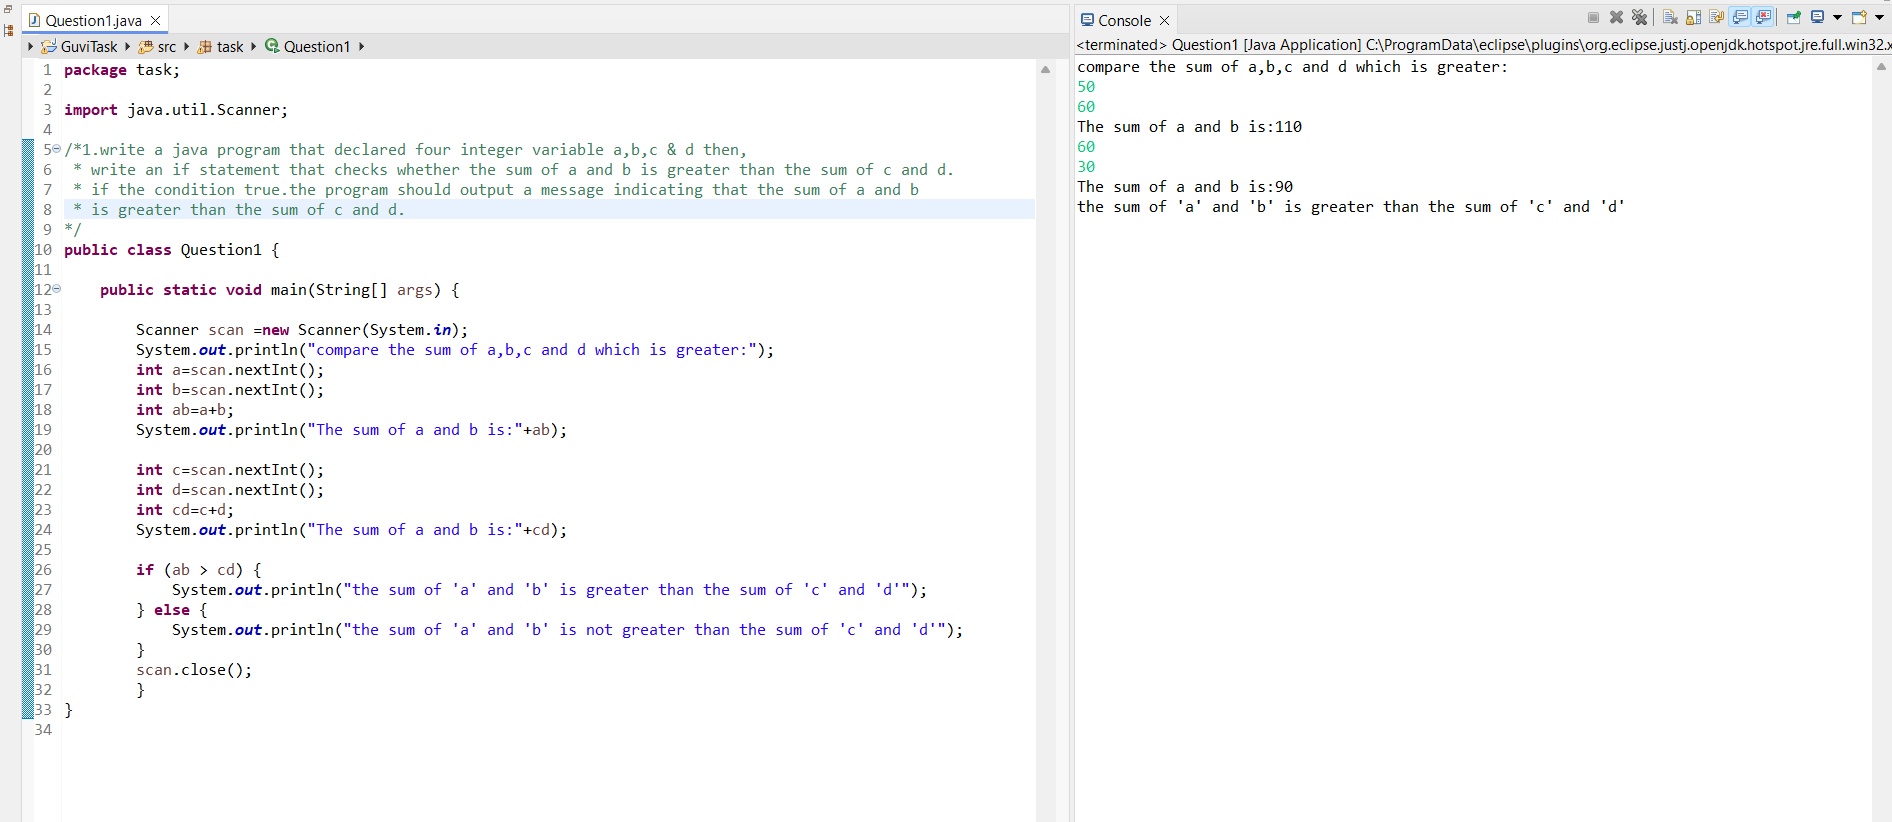 Question1.java
GuviTask src task Question1
1 package task;
2
3 import java.util.Scanner;
4
5 /*1.write a java program that declared four integer variable a,b,c & d then,
6 * write an if statement that checks whether the sum of a and b is greater than the sum of c and d.
7 * if the condition true.the program should output a message indicating that the sum of a and b
8 * is greater than the sum of c and d.
9 */
10 public class Question1 {
11
12 public static void main(String[] args) {
13
14 Scanner scan =new Scanner(System.in);
15 System.out.println("compare the sum of a,b,c and d which is greater:");
16 int a=scan.nextInt();
17 int b=scan.nextInt();
18 int ab=a+b;
19 System.out.println("The sum of a and b is:"+ab);
20
21 int c=scan.nextInt();
22 int d=scan.nextInt();
23 int cd=c+d;
24 System.out.println("The sum of a and b is:"+cd);
25
26 if (ab > cd) {
27 System.out.println("the sum of 'a' and 'b' is greater than the sum of 'c' and 'd'");
28 } else {
29 System.out.println("the sum of 'a' and 'b' is not greater than the sum of 'c' and 'd'");
30 }
31 scan.close();
32 }
33 }
34
Console
<terminated> Question1 [Java Application] C:\ProgramData\eclipse\plugins\org.eclipse.justj.openjdk.hotspot.jre.full.win32.x
compare the sum of a,b,c and d which is greater:
50
60
The sum of a and b is:110
60
30
The sum of a and b is:90
the sum of 'a' and 'b' is greater than the sum of 'c' and 'd'